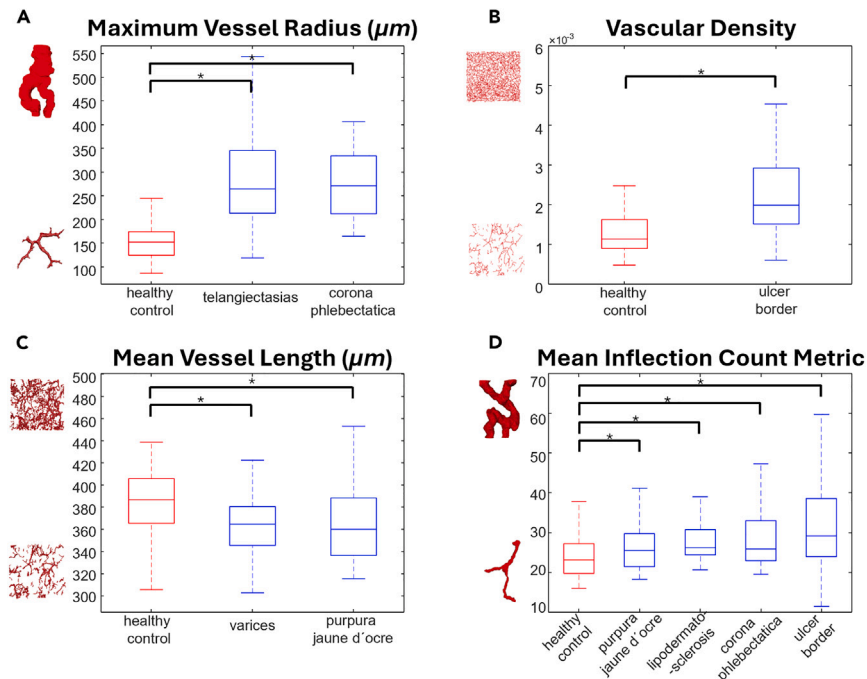 A
Maximum Vessel Radius (µm)
550
500
450
400
350
300
250
200
150
100
*
*
healthy
control
telangiectasias
corona
phlebectatica
B
Vascular Density
×10⁻³
6
5
4
3
2
1
0
*
healthy
control
ulcer
border
C
Mean Vessel Length (µm)
500
480
460
440
420
400
380
360
340
320
300
*
*
healthy
control
varices
purpura
jaune d´ocre
D
Mean Inflection Count Metric
70
60
50
40
30
20
10
*
*
*
*
healthy
control
purpura
jaune d´ocre
lipodermato-
-sclerosis
corona
phlebectatica
ulcer
border